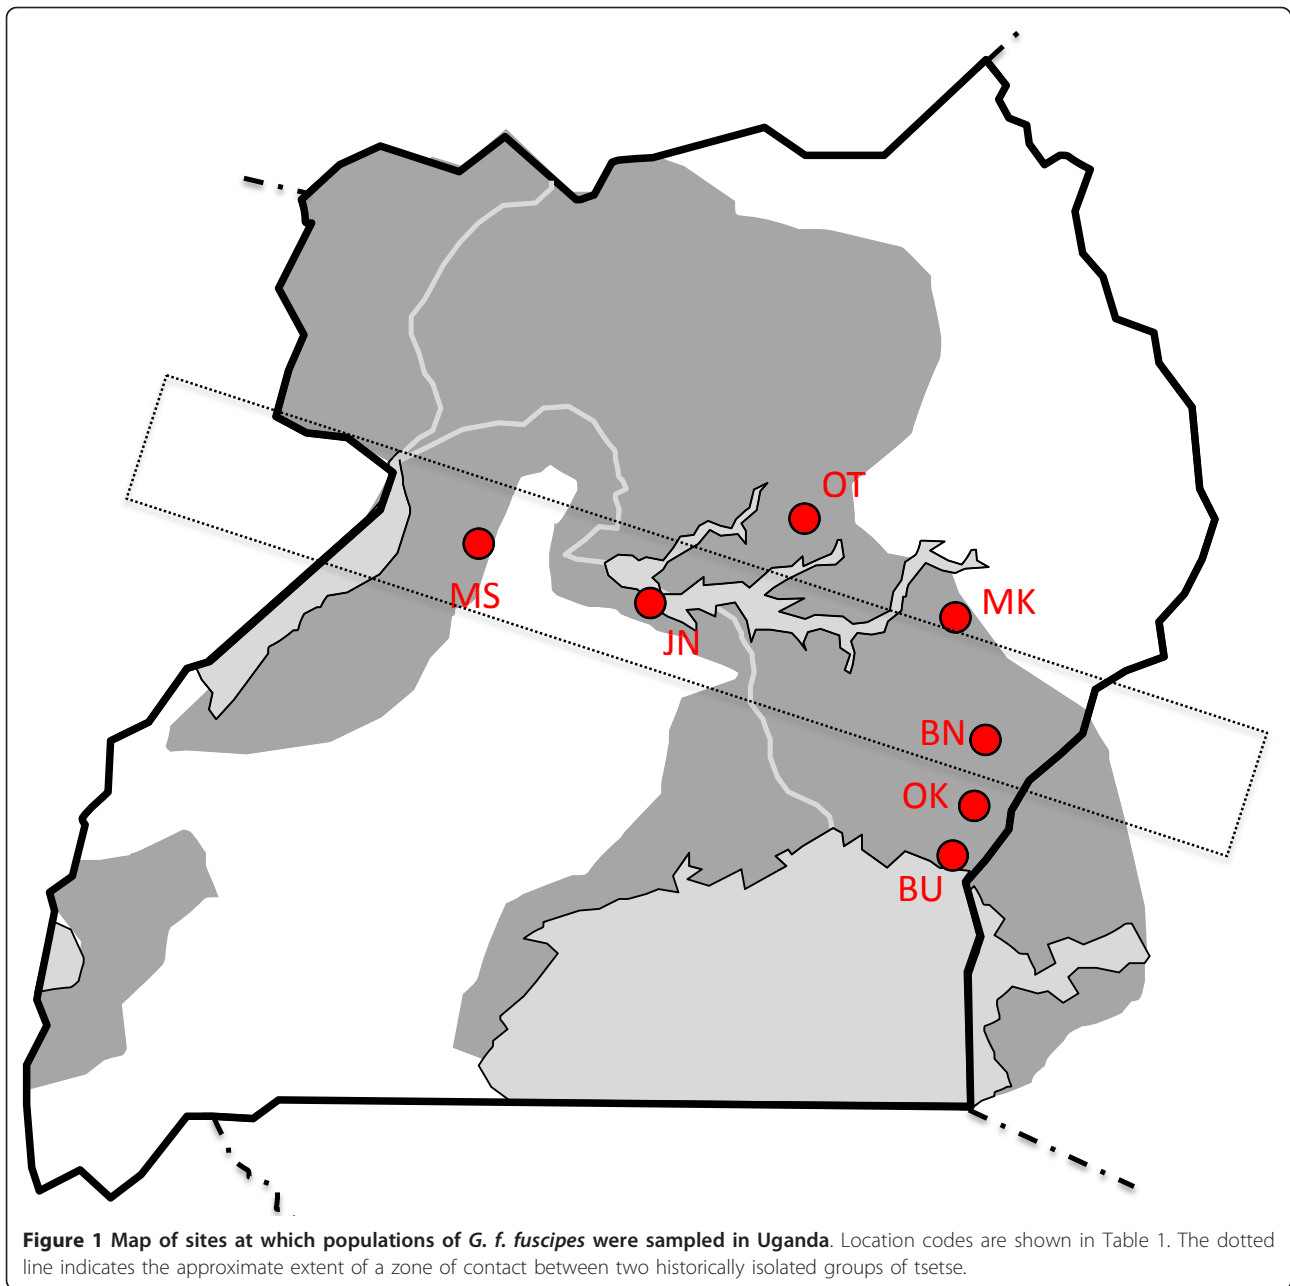 OT
MS
MK
JN
BN
OK
BU
Figure 1 Map of sites at which populations of G. f. fuscipes were sampled in Uganda. Location codes are shown in Table 1. The dotted
line indicates the approximate extent of a zone of contact between two historically isolated groups of tsetse.